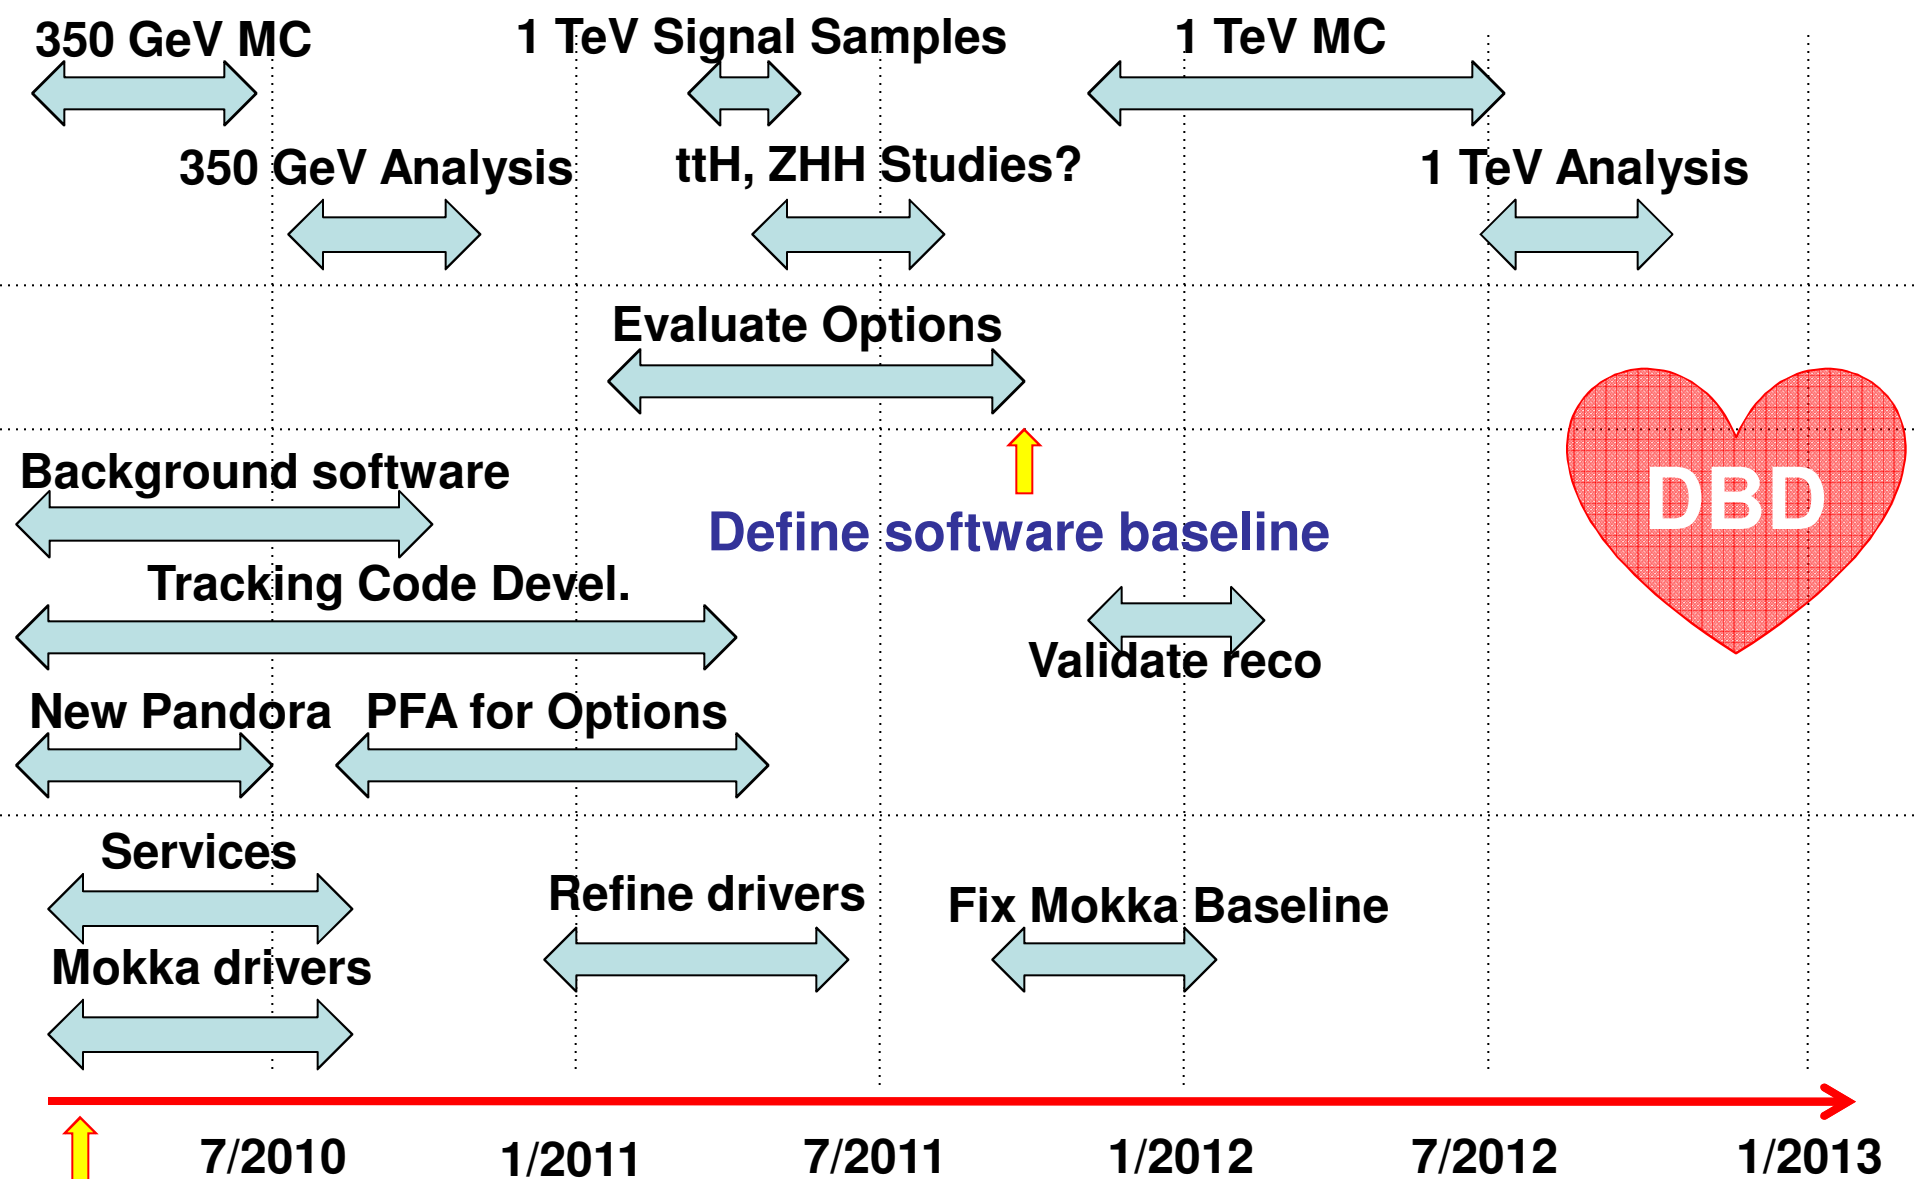 350 GeV MC
1 TeV Signal Samples
1 TeV MC
350 GeV Analysis
ttH, ZHH Studies?
1 TeV Analysis
Evaluate Options
Background software
Define software baseline
DBD
Tracking Code Devel.
Validate reco
New Pandora
PFA for Options
Services
Refine drivers
Fix Mokka Baseline
Mokka drivers
7/2010
1/2011
7/2011
1/2012
7/2012
1/2013